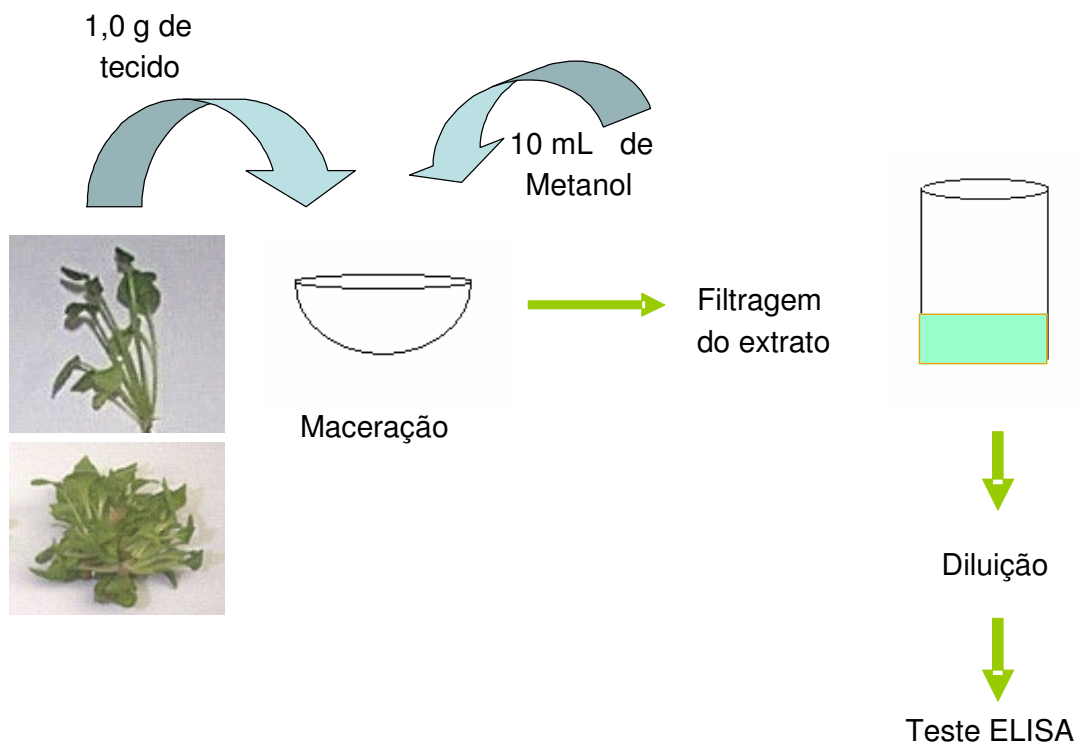 1,0 g de
tecido
10 mL de
Metanol
Maceração
Filtragem
do extrato
Diluição
Teste ELISA